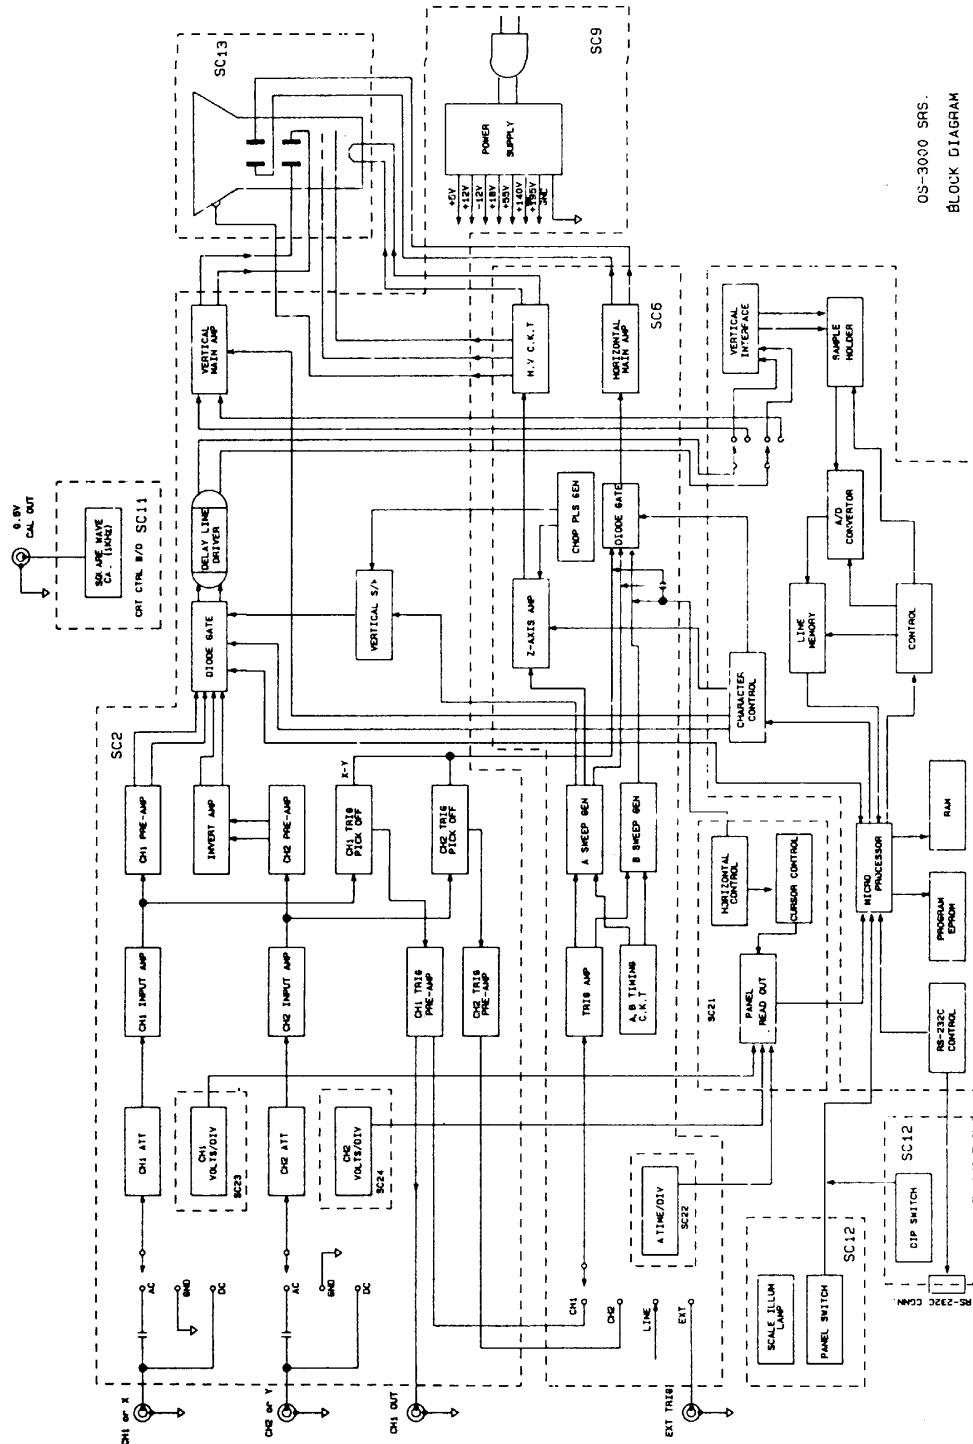 CH1 or X
AC
GND
DC
CH1 ATT
CH1 INPUT AMP
CH1 PRE-AMP
SC2
CH1
VOLTS/DIV
SC23
INVERT AMP
CH2 or Y
AC
GND
DC
CH2 ATT
CH2 INPUT AMP
CH2 PRE-AMP
CH2
VOLTS/DIV
SC24
CH1 TRIG
PICK OFF
X-Y
CH1 OUT
CH1 TRIG
PRE-AMP
CH2 TRIG
PICK OFF
CH2 TRIG
PRE-AMP
DIODE GATE
DELAY LINE
DRIVER
VERTICAL
MAIN AMP
0.5V
CAL OUT
SQUARE WAVE
(1KHz)
CRT CTRL B/D
SC11
SC13
VERTICAL
Z-AXIS AMP
CHOP PLS GEN
H.V C.K.T
CH1
CH2
LINE
EXT
EXT TRIG
TRIG AMP
A SWEEP GEN
A,B TIMING
C.K.T
B SWEEP GEN
DIODE GATE
HORIZONTAL
MAIN AMP
SC6
POWER
SUPPLY
+5V
+12V
-12V
+18V
+55V
+140V
+195V
GND
SC9
A TIME/DIV
SC22
SC21
PANEL
READ OUT
HORIZONTAL
CONTROL
CURSOR CONTROL
CHARACTER
CONTROL
VERTICAL
INTERFACE
SAMPLE
HOLDER
A/D
CONVERTOR
LINE
MEMORY
CONTROL
MICRO
PROCESSOR
RAM
PROGRAM
EPROM
RS-232C
CONTROL
SCALE ILLUM
LAMP
PANEL SWITCH
SC12
DIP SWITCH
SC12
RS-232C CONN.
OS-3000 SRS.
BLOCK DIAGRAM